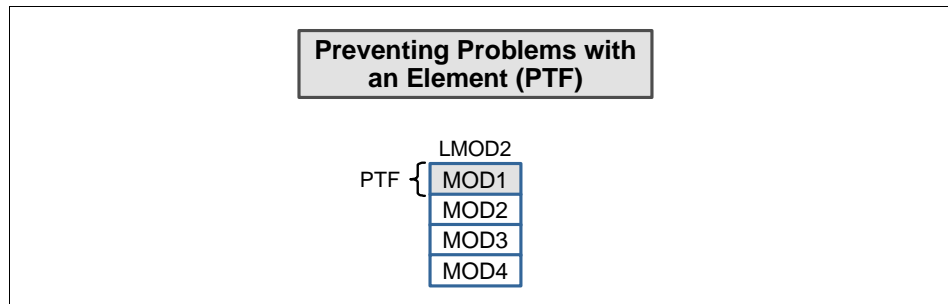 Preventing Problems with
an Element (PTF)
LMOD2
PTF
MOD1
MOD2
MOD3
MOD4